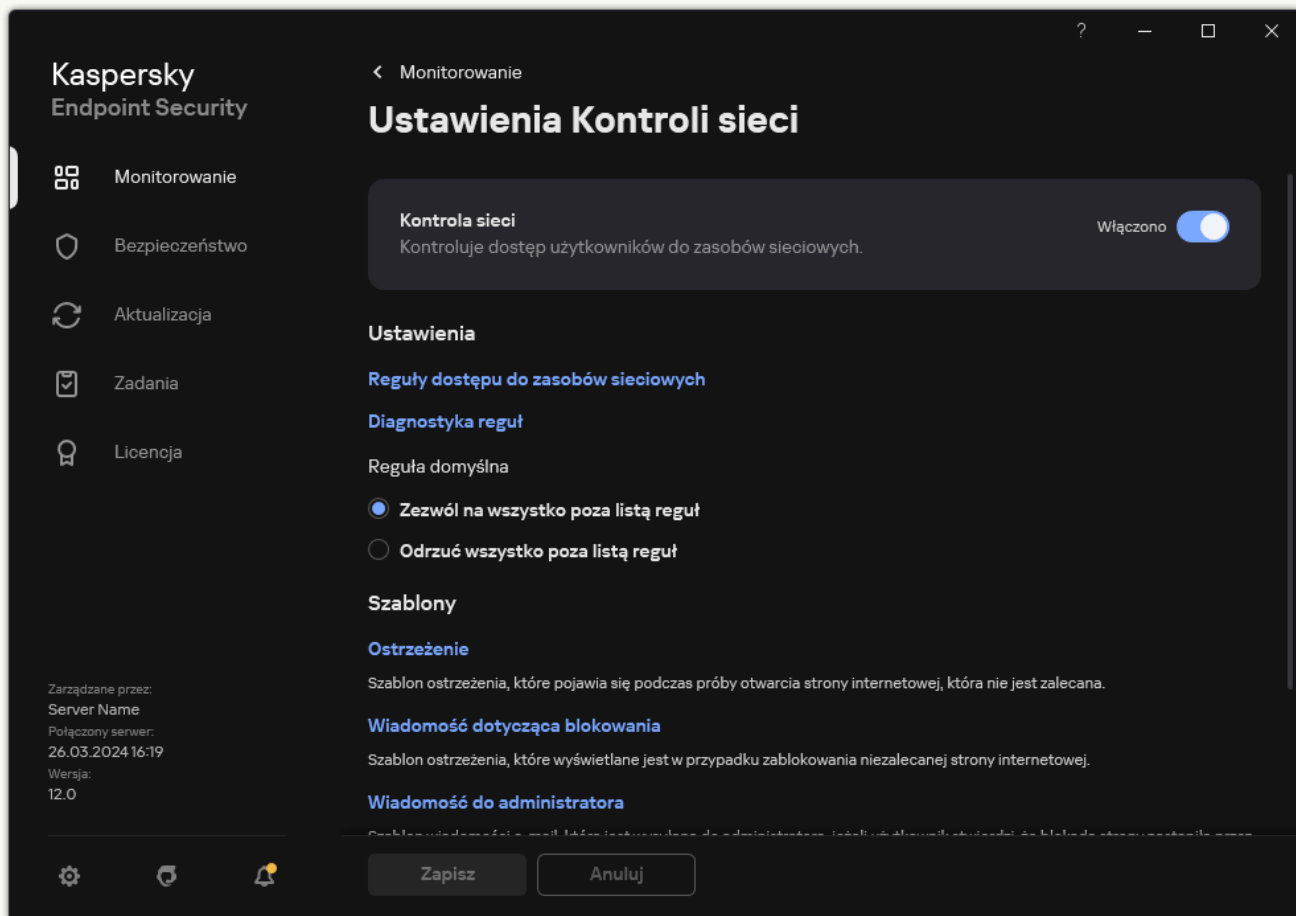 Kaspersky
Endpoint Security
Monitorowanie
Bezpieczeństwo
Aktualizacja
Zadania
Licencja
Zarządzane przez:
Server Name
Połączony serwer:
26.03.2024 16:19
Wersja:
12.0
?
Monitorowanie
Ustawienia Kontroli sieci
Kontrola sieci
Kontroluje dostęp użytkowników do zasobów sieciowych.
Włączono
Ustawienia
Reguły dostępu do zasobów sieciowych
Diagnostyka reguł
Reguła domyślna
Zezwól na wszystko poza listą reguł
Odrzuć wszystko poza listą reguł
Szablony
Ostrzeżenie
Szablon ostrzeżenia, które pojawia się podczas próby otwarcia strony internetowej, która nie jest zalecana.
Wiadomość dotycząca blokowania
Szablon ostrzeżenia, które wyświetlane jest w przypadku zablokowania niezalecanej strony internetowej.
Wiadomość do administratora
Zapisz
Anuluj